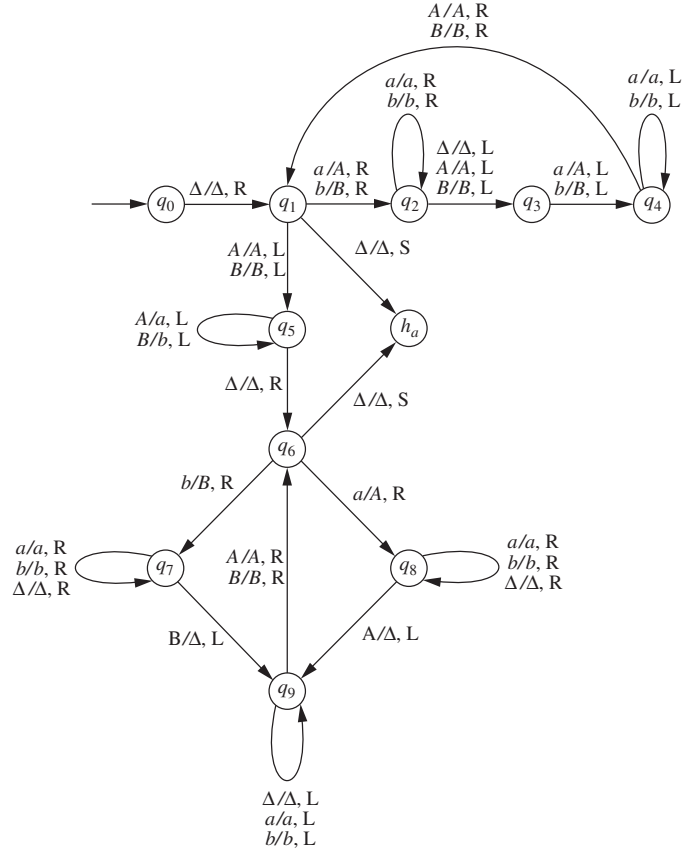 A/A, R
B/B, R
a/a, R
b/b, R
a/a, L
b/b, L
Δ/Δ, R
a/A, R
b/B, R
Δ/Δ, L
A/A, L
B/B, L
a/A, L
b/B, L
q0
q1
q2
q3
q4
A/A, L
B/B, L
Δ/Δ, S
A/a, L
B/b, L
q5
ha
Δ/Δ, R
Δ/Δ, S
q6
b/B, R
a/A, R
a/a, R
b/b, R
Δ/Δ, R
q7
A/A, R
B/B, R
q8
a/a, R
b/b, R
Δ/Δ, R
B/Δ, L
A/Δ, L
q9
Δ/Δ, L
a/a, L
b/b, L